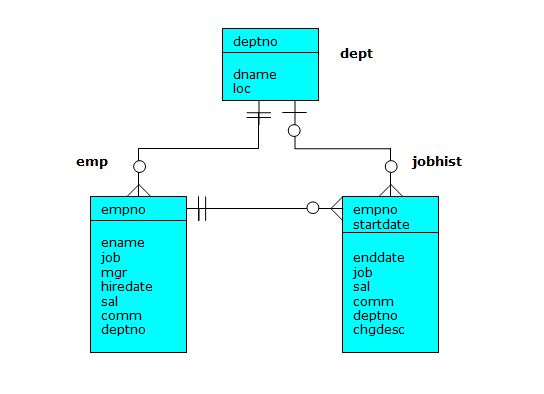 deptno
dname
loc
dept
emp
jobhist
empno
ename
job
mgr
hiredate
sal
comm
deptno
empno
startdate
enddate
job
sal
comm
deptno
chgdesc